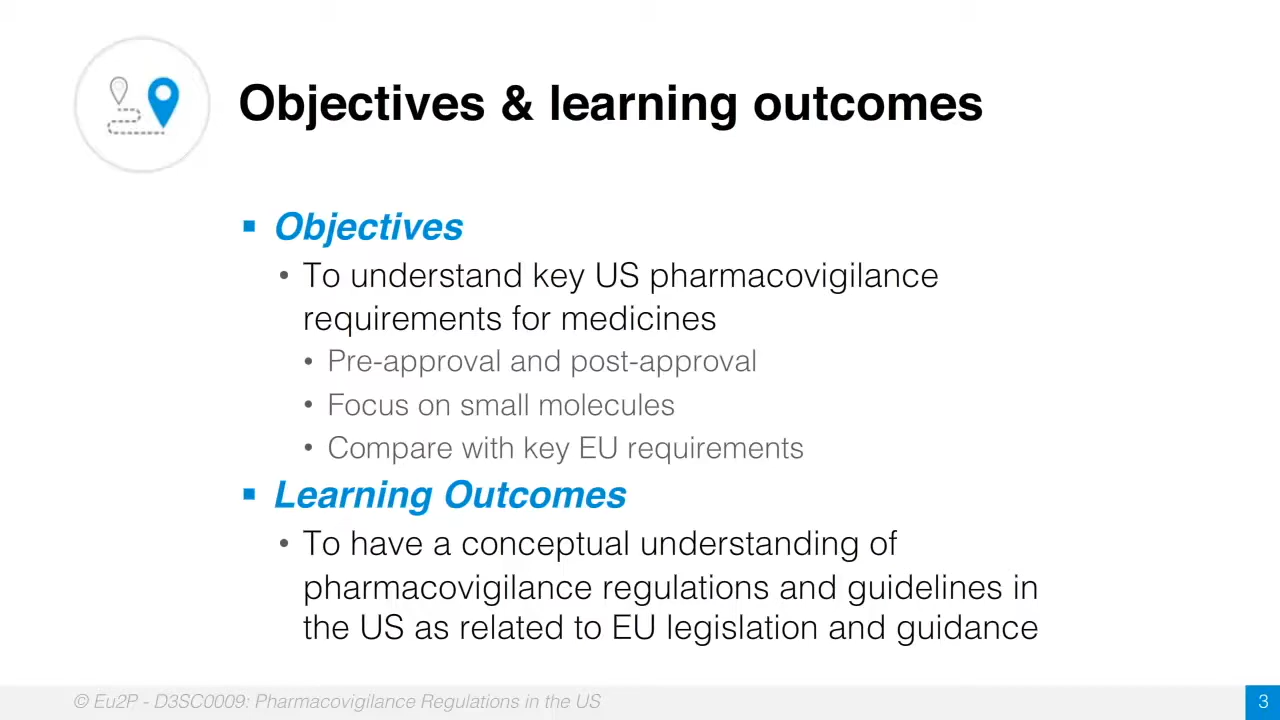 Objectives & learning outcomes
▪ Objectives
• To understand key US pharmacovigilance
requirements for medicines
• Pre-approval and post-approval
• Focus on small molecules
• Compare with key EU requirements
▪ Learning Outcomes
• To have a conceptual understanding of
pharmacovigilance regulations and guidelines in
the US as related to EU legislation and guidance
© Eu2P - D3SC0009: Pharmacovigilance Regulations in the US
3